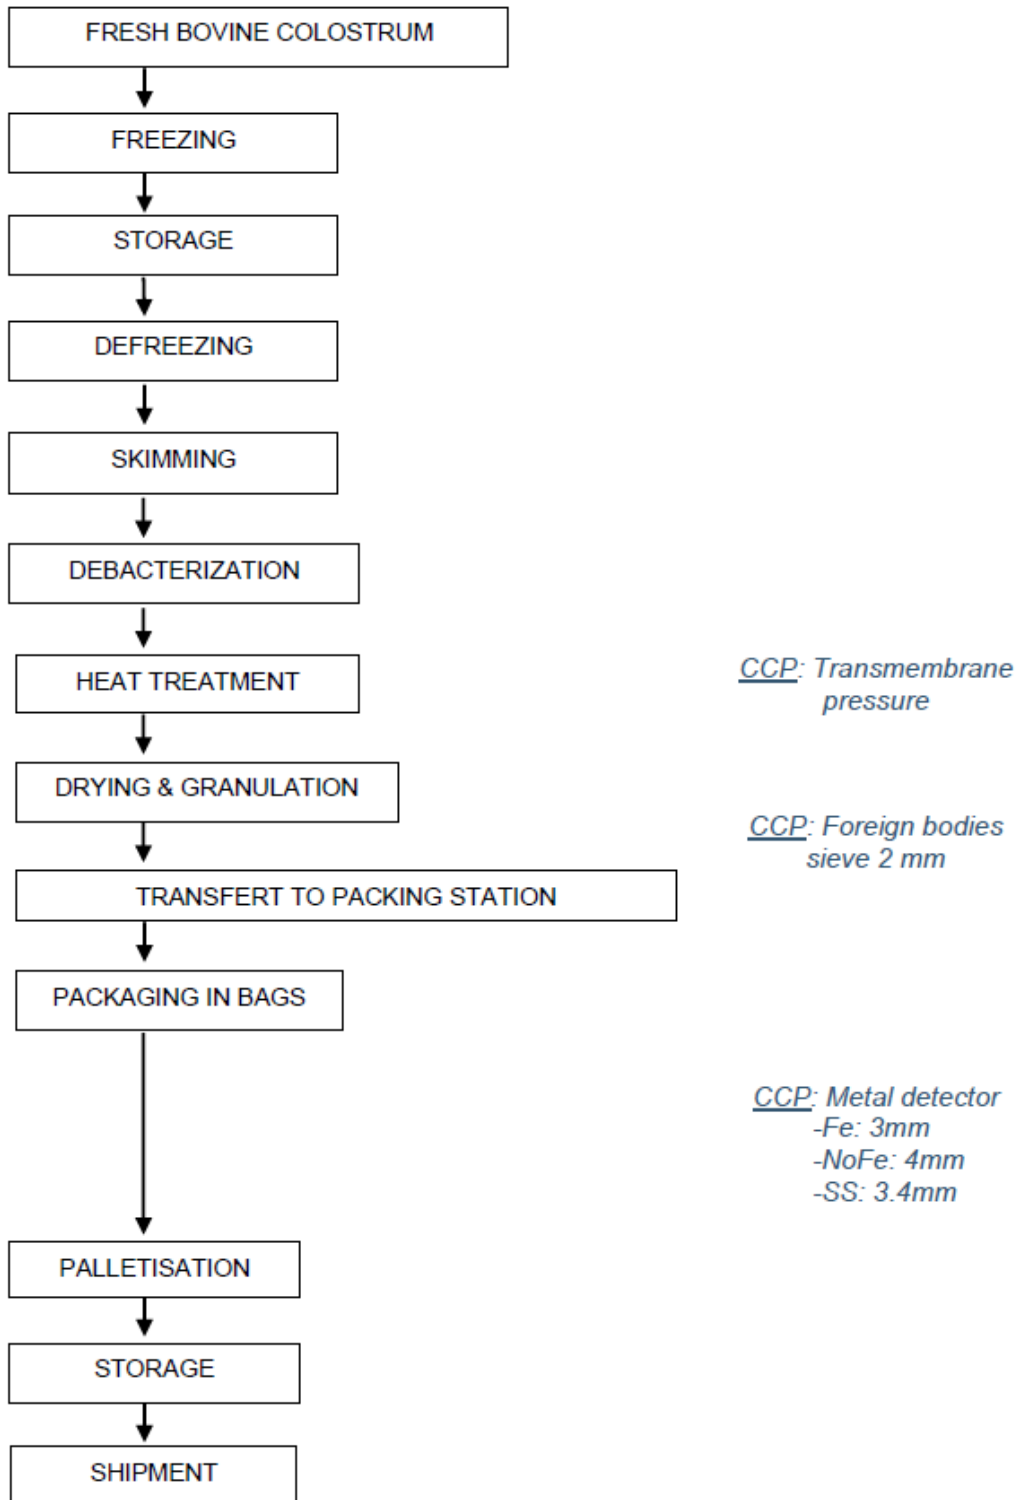 FRESH BOVINE COLOSTRUM
FREEZING
STORAGE
DEFREEZING
SKIMMING
DEBACTERIZATION
HEAT TREATMENT
CCP: Transmembrane
pressure
DRYING & GRANULATION
CCP: Foreign bodies
sieve 2 mm
TRANSFERT TO PACKING STATION
PACKAGING IN BAGS
CCP: Metal detector
-Fe: 3mm
-NoFe: 4mm
-SS: 3.4mm
PALLETISATION
STORAGE
SHIPMENT